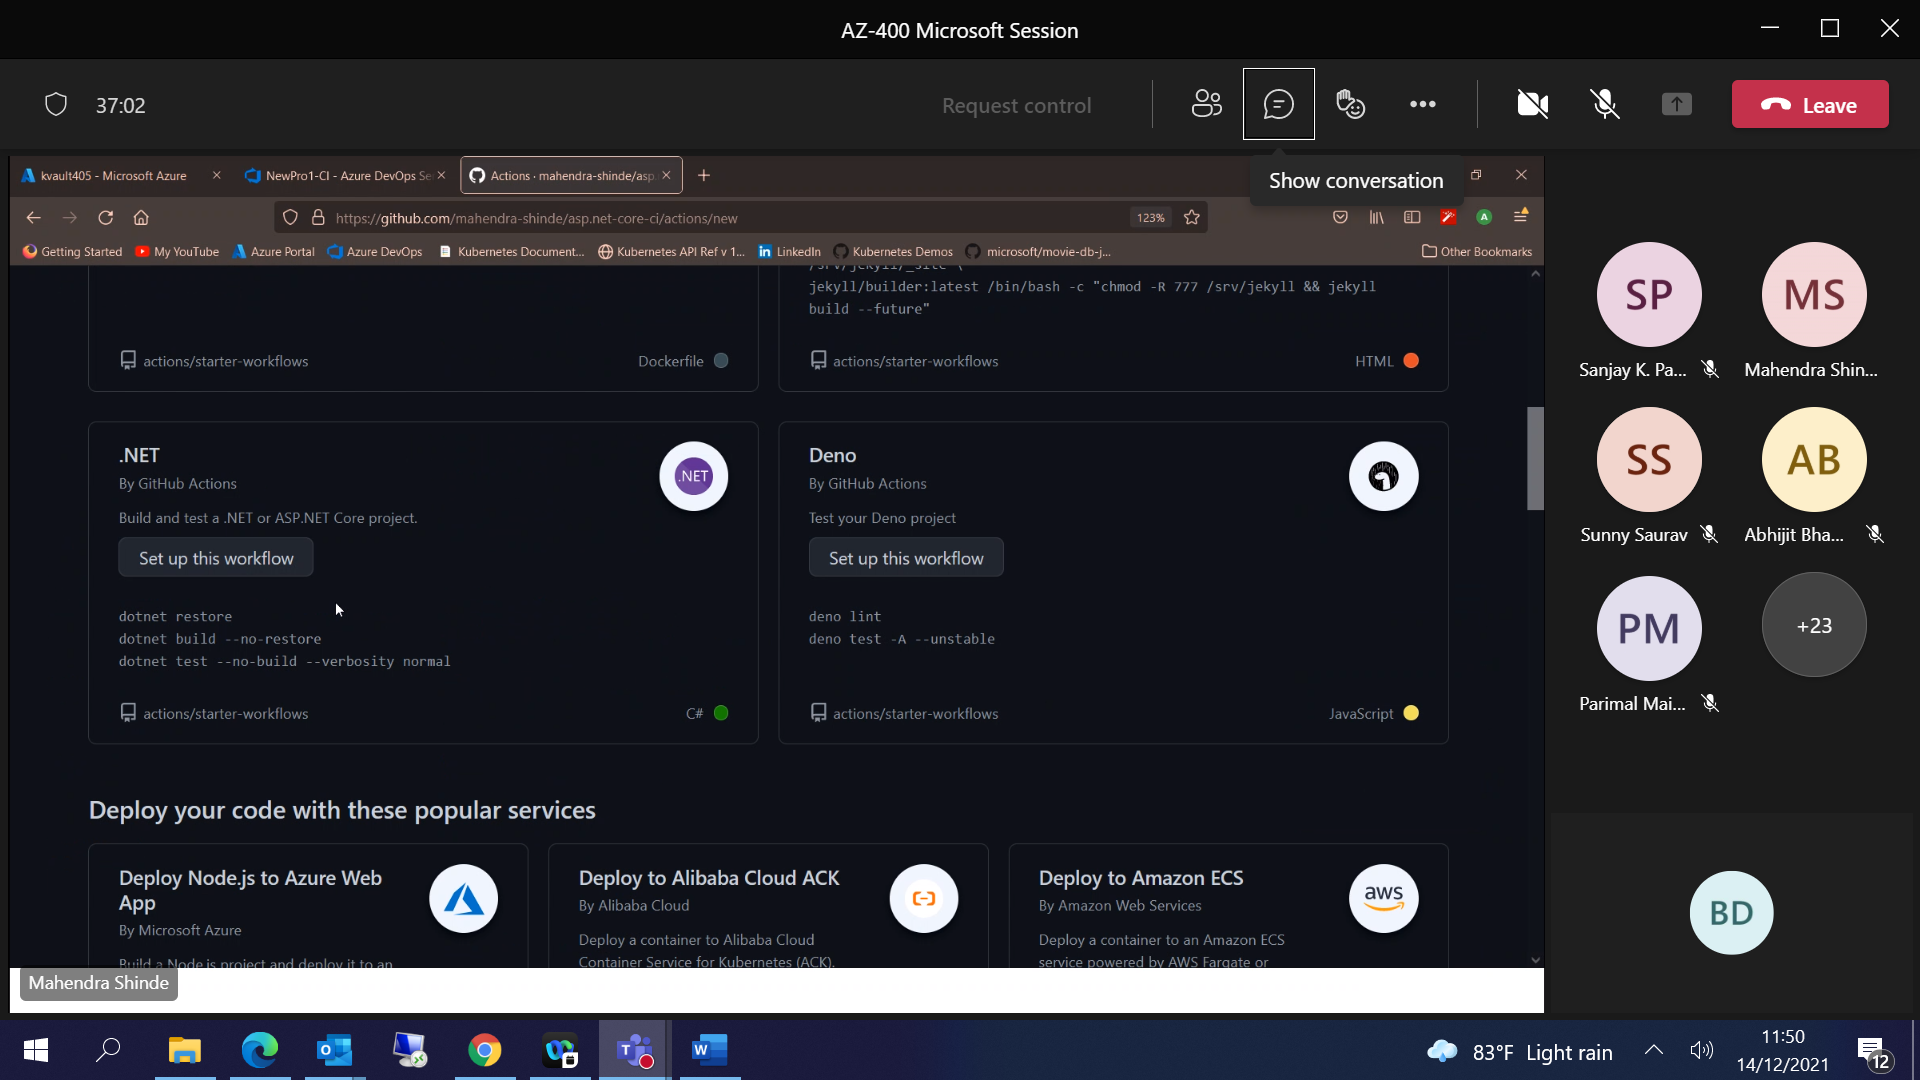 AZ-400 Microsoft Session
37:02
Request control
Leave
Show conversation
kvault405 - Microsoft Azure
NewPro1-CI - Azure DevOps Se
Actions · mahendra-shinde/asp.
https://github.com/mahendra-shinde/asp.net-core-ci/actions/new
123%
A
Getting Started
My YouTube
Azure Portal
Azure DevOps
Kubernetes Document...
Kubernetes API Ref v 1...
LinkedIn
Kubernetes Demos
microsoft/movie-db-j...
Other Bookmarks
jekyll/builder:latest /bin/bash -c "chmod -R 777 /srv/jekyll && jekyll
build --future"
actions/starter-workflows
Dockerfile
actions/starter-workflows
HTML
.NET
By GitHub Actions
Build and test a .NET or ASP.NET Core project.
Set up this workflow
dotnet restore
dotnet build --no-restore
dotnet test --no-build --verbosity normal
actions/starter-workflows
C#
.NET
Deno
By GitHub Actions
Test your Deno project
Set up this workflow
deno lint
deno test -A --unstable
actions/starter-workflows
JavaScript
Deploy your code with these popular services
Deploy Node.js to Azure Web
App
By Microsoft Azure
Build a Node.js project and deploy it to an
Deploy to Alibaba Cloud ACK
By Alibaba Cloud
Deploy a container to Alibaba Cloud
Container Service for Kubernetes (ACK).
Deploy to Amazon ECS
By Amazon Web Services
Deploy a container to an Amazon ECS
service powered by AWS Fargate or
aws
Mahendra Shinde
SP
Sanjay K. Pa...
MS
Mahendra Shin...
SS
Sunny Saurav
AB
Abhijit Bha...
PM
Parimal Mai...
+23
BD
83°F Light rain
11:50
14/12/2021
12